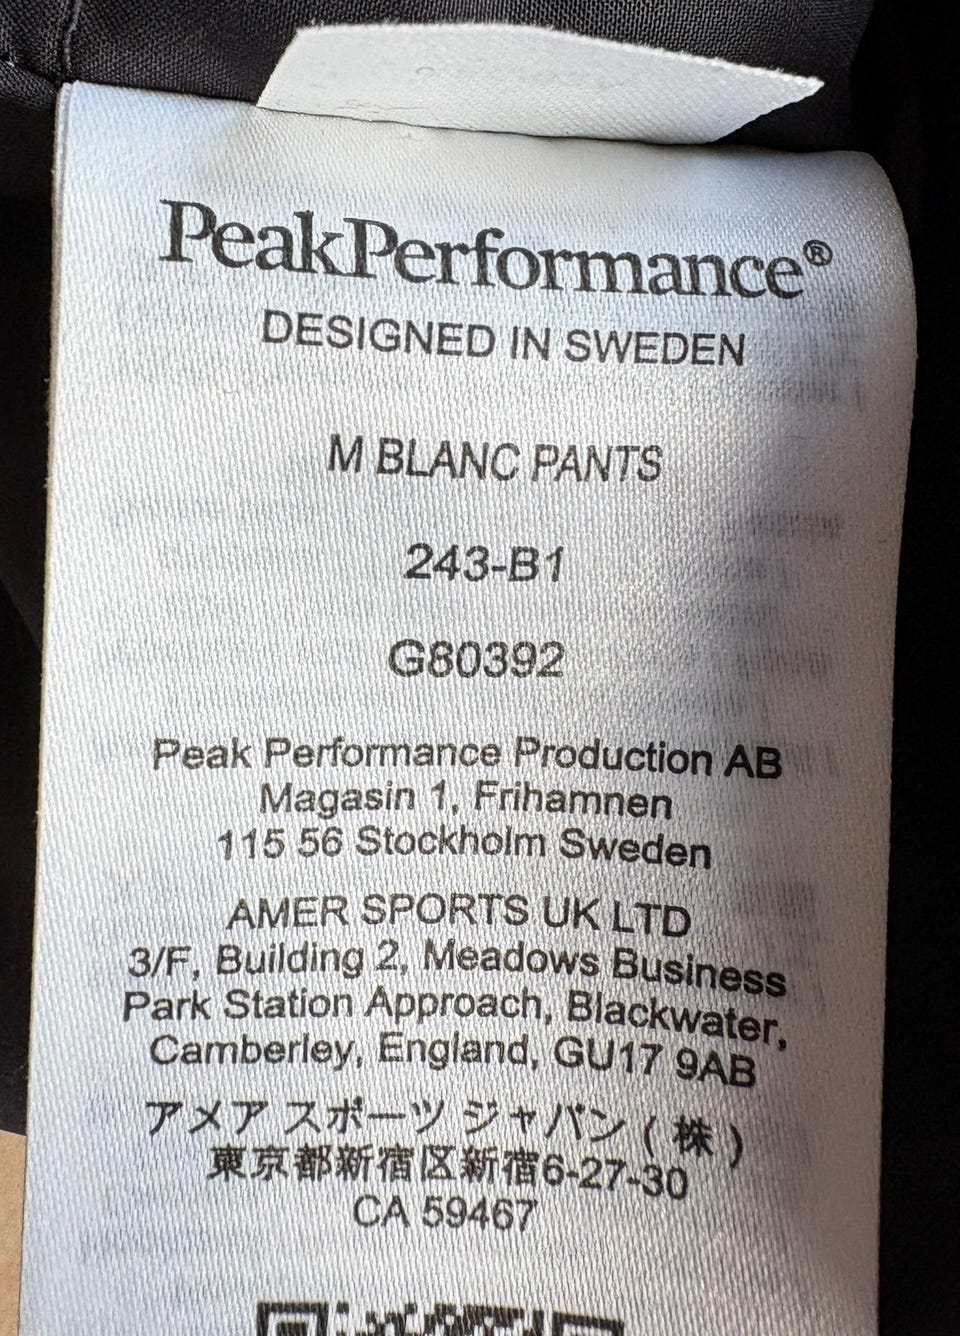 PeakPerformance®
DESIGNED IN SWEDEN
M BLANC PANTS
243-B1
G80392
Peak Performance Production AB
Magasin 1, Frihamnen
115 56 Stockholm Sweden
AMER SPORTS UK LTD
3/F, Building 2, Meadows Business
Park Station Approach, Blackwater,
Camberley, England, GU17 9AB
アメア スポーツ ジャパン (株)
東京都新宿区新宿6-27-30
CA 59467